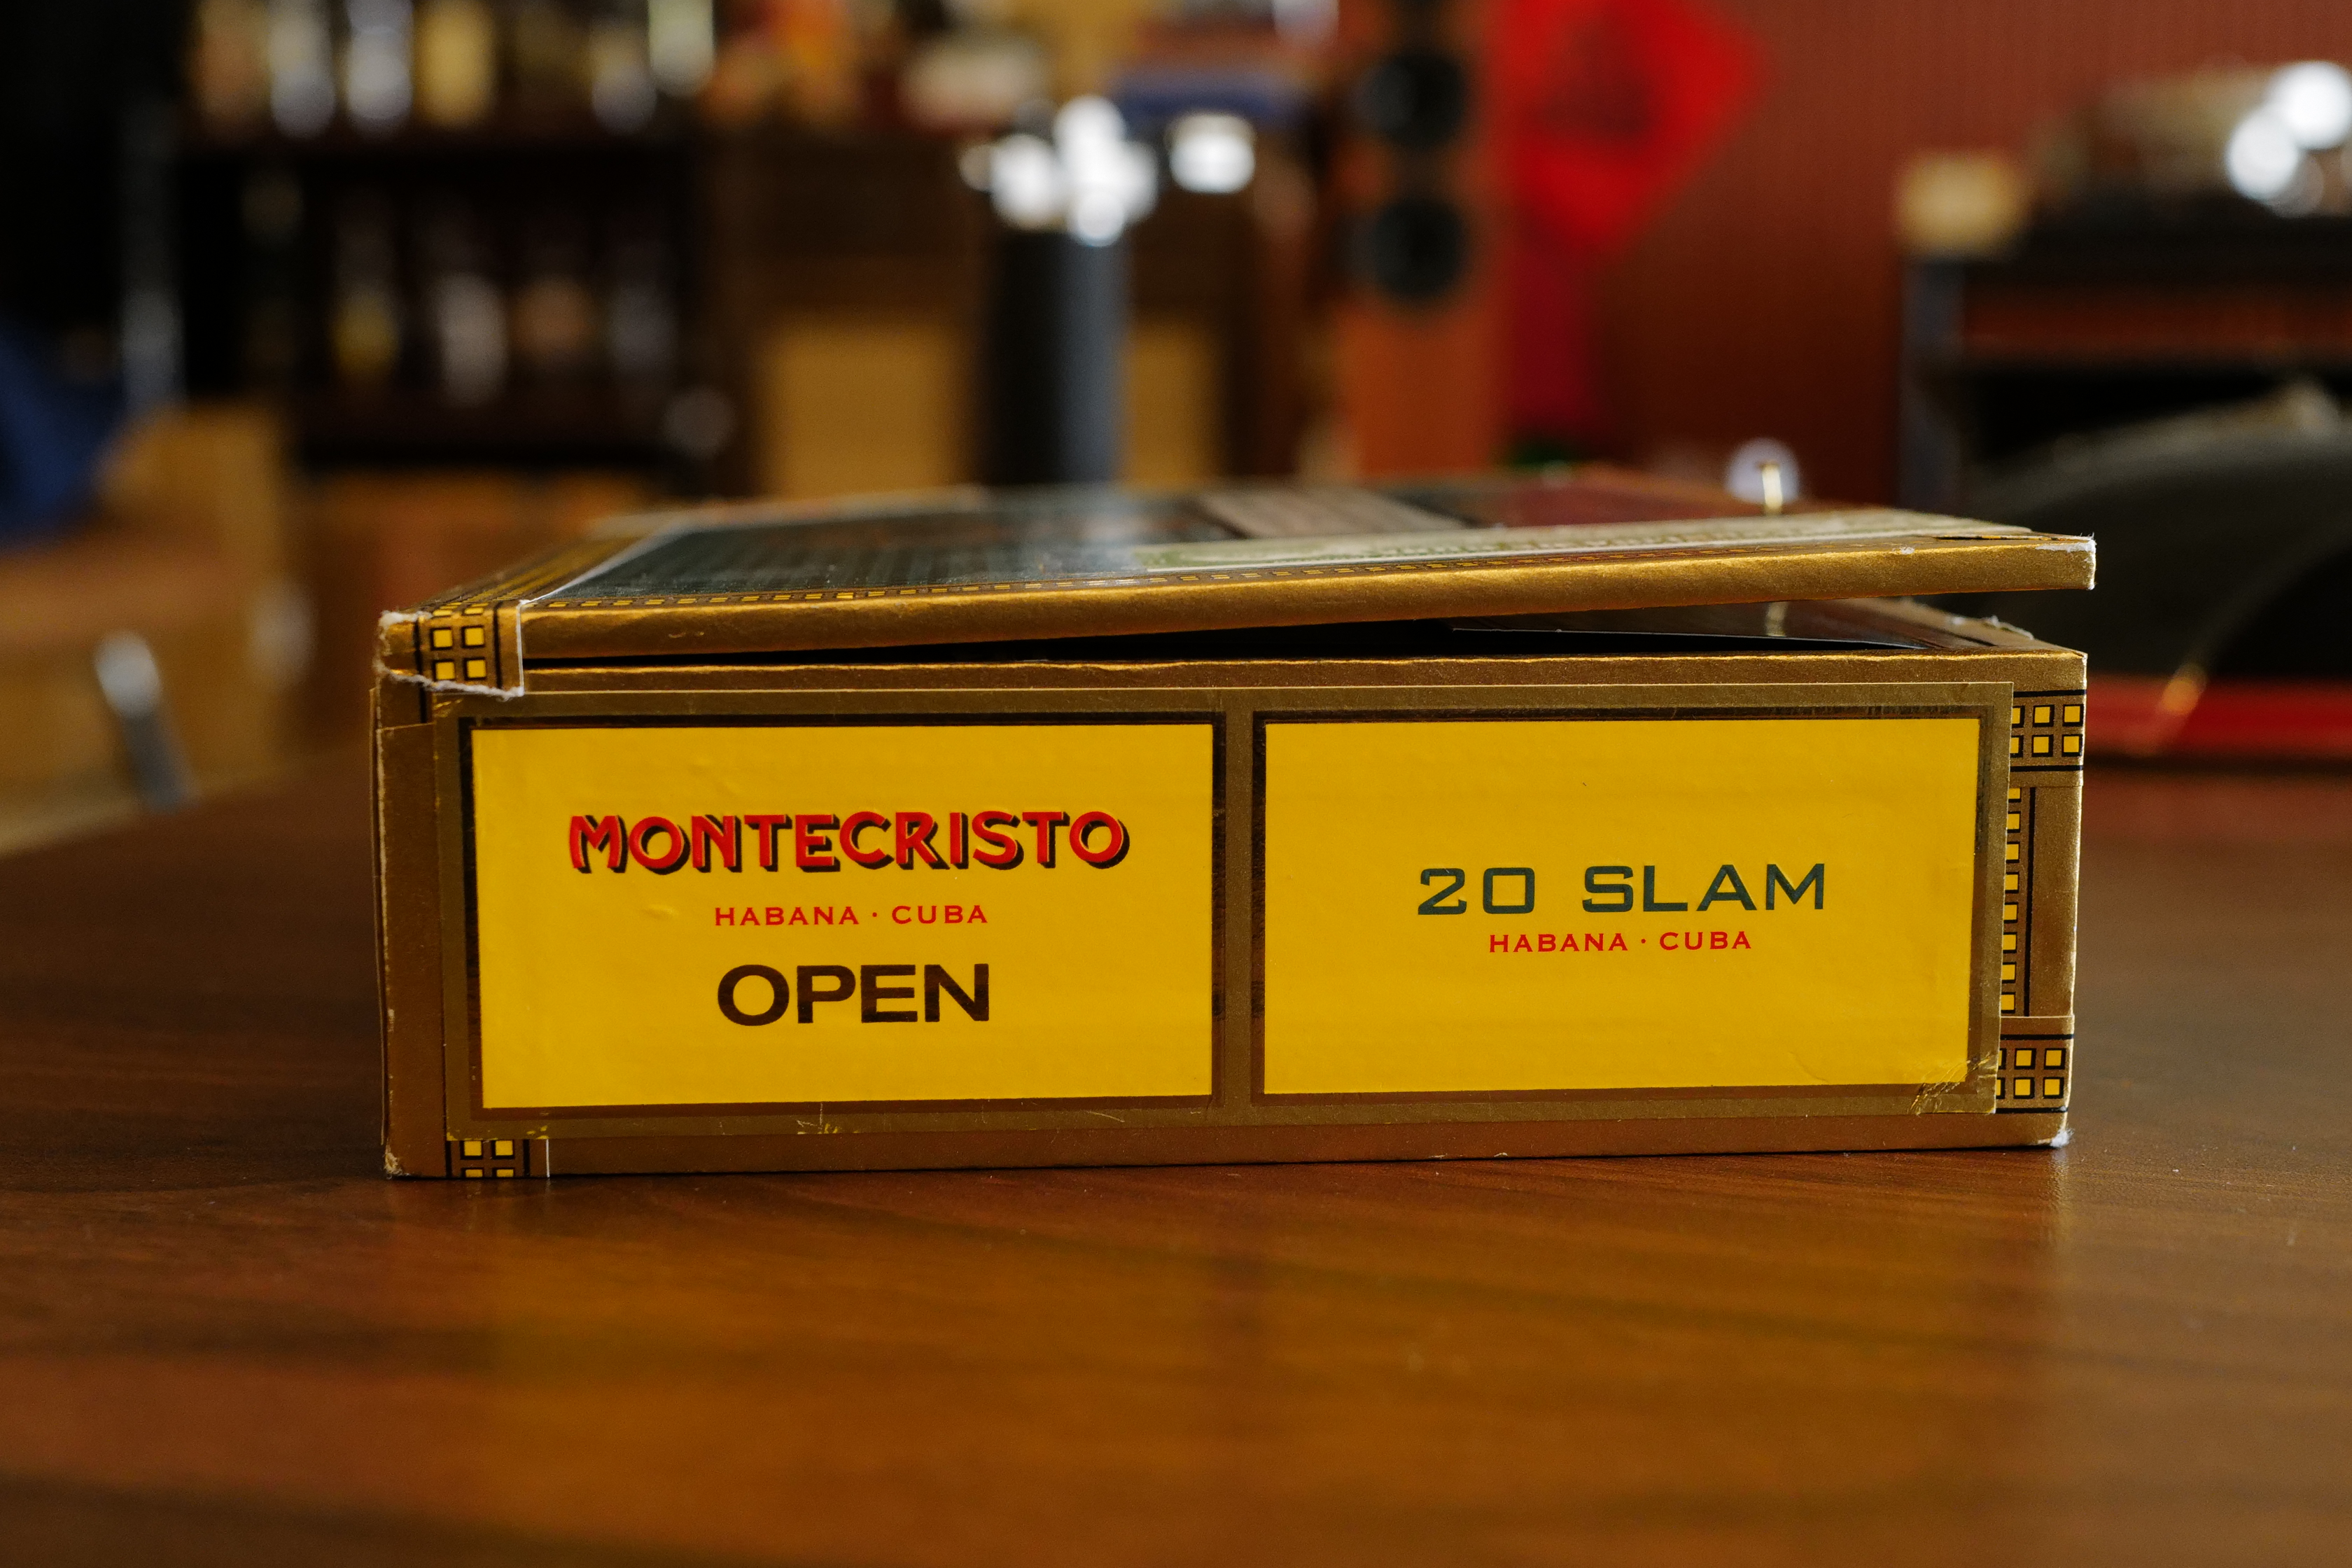 MONTECRISTO
HABANA · CUBA
OPEN
20 SLAM
HABANA · CUBA